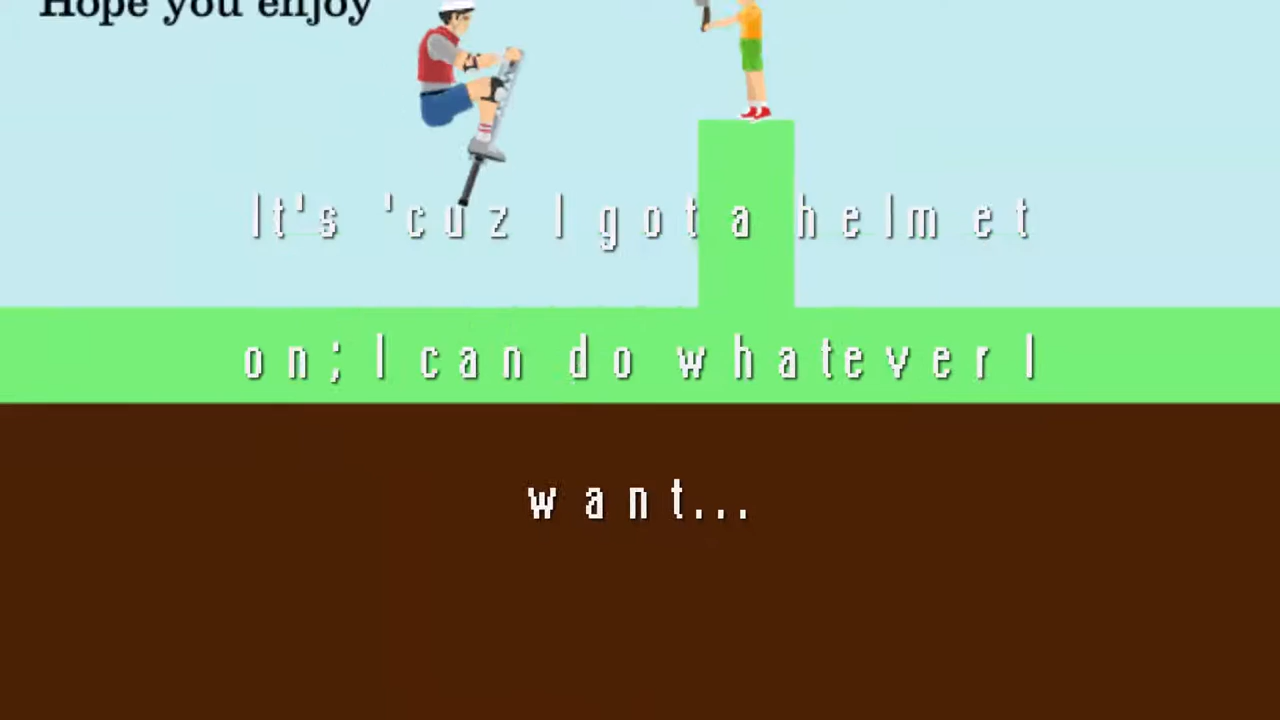 Hope you enjoy
It's 'cuz I got a helmet
on; I can do whatever I
want...